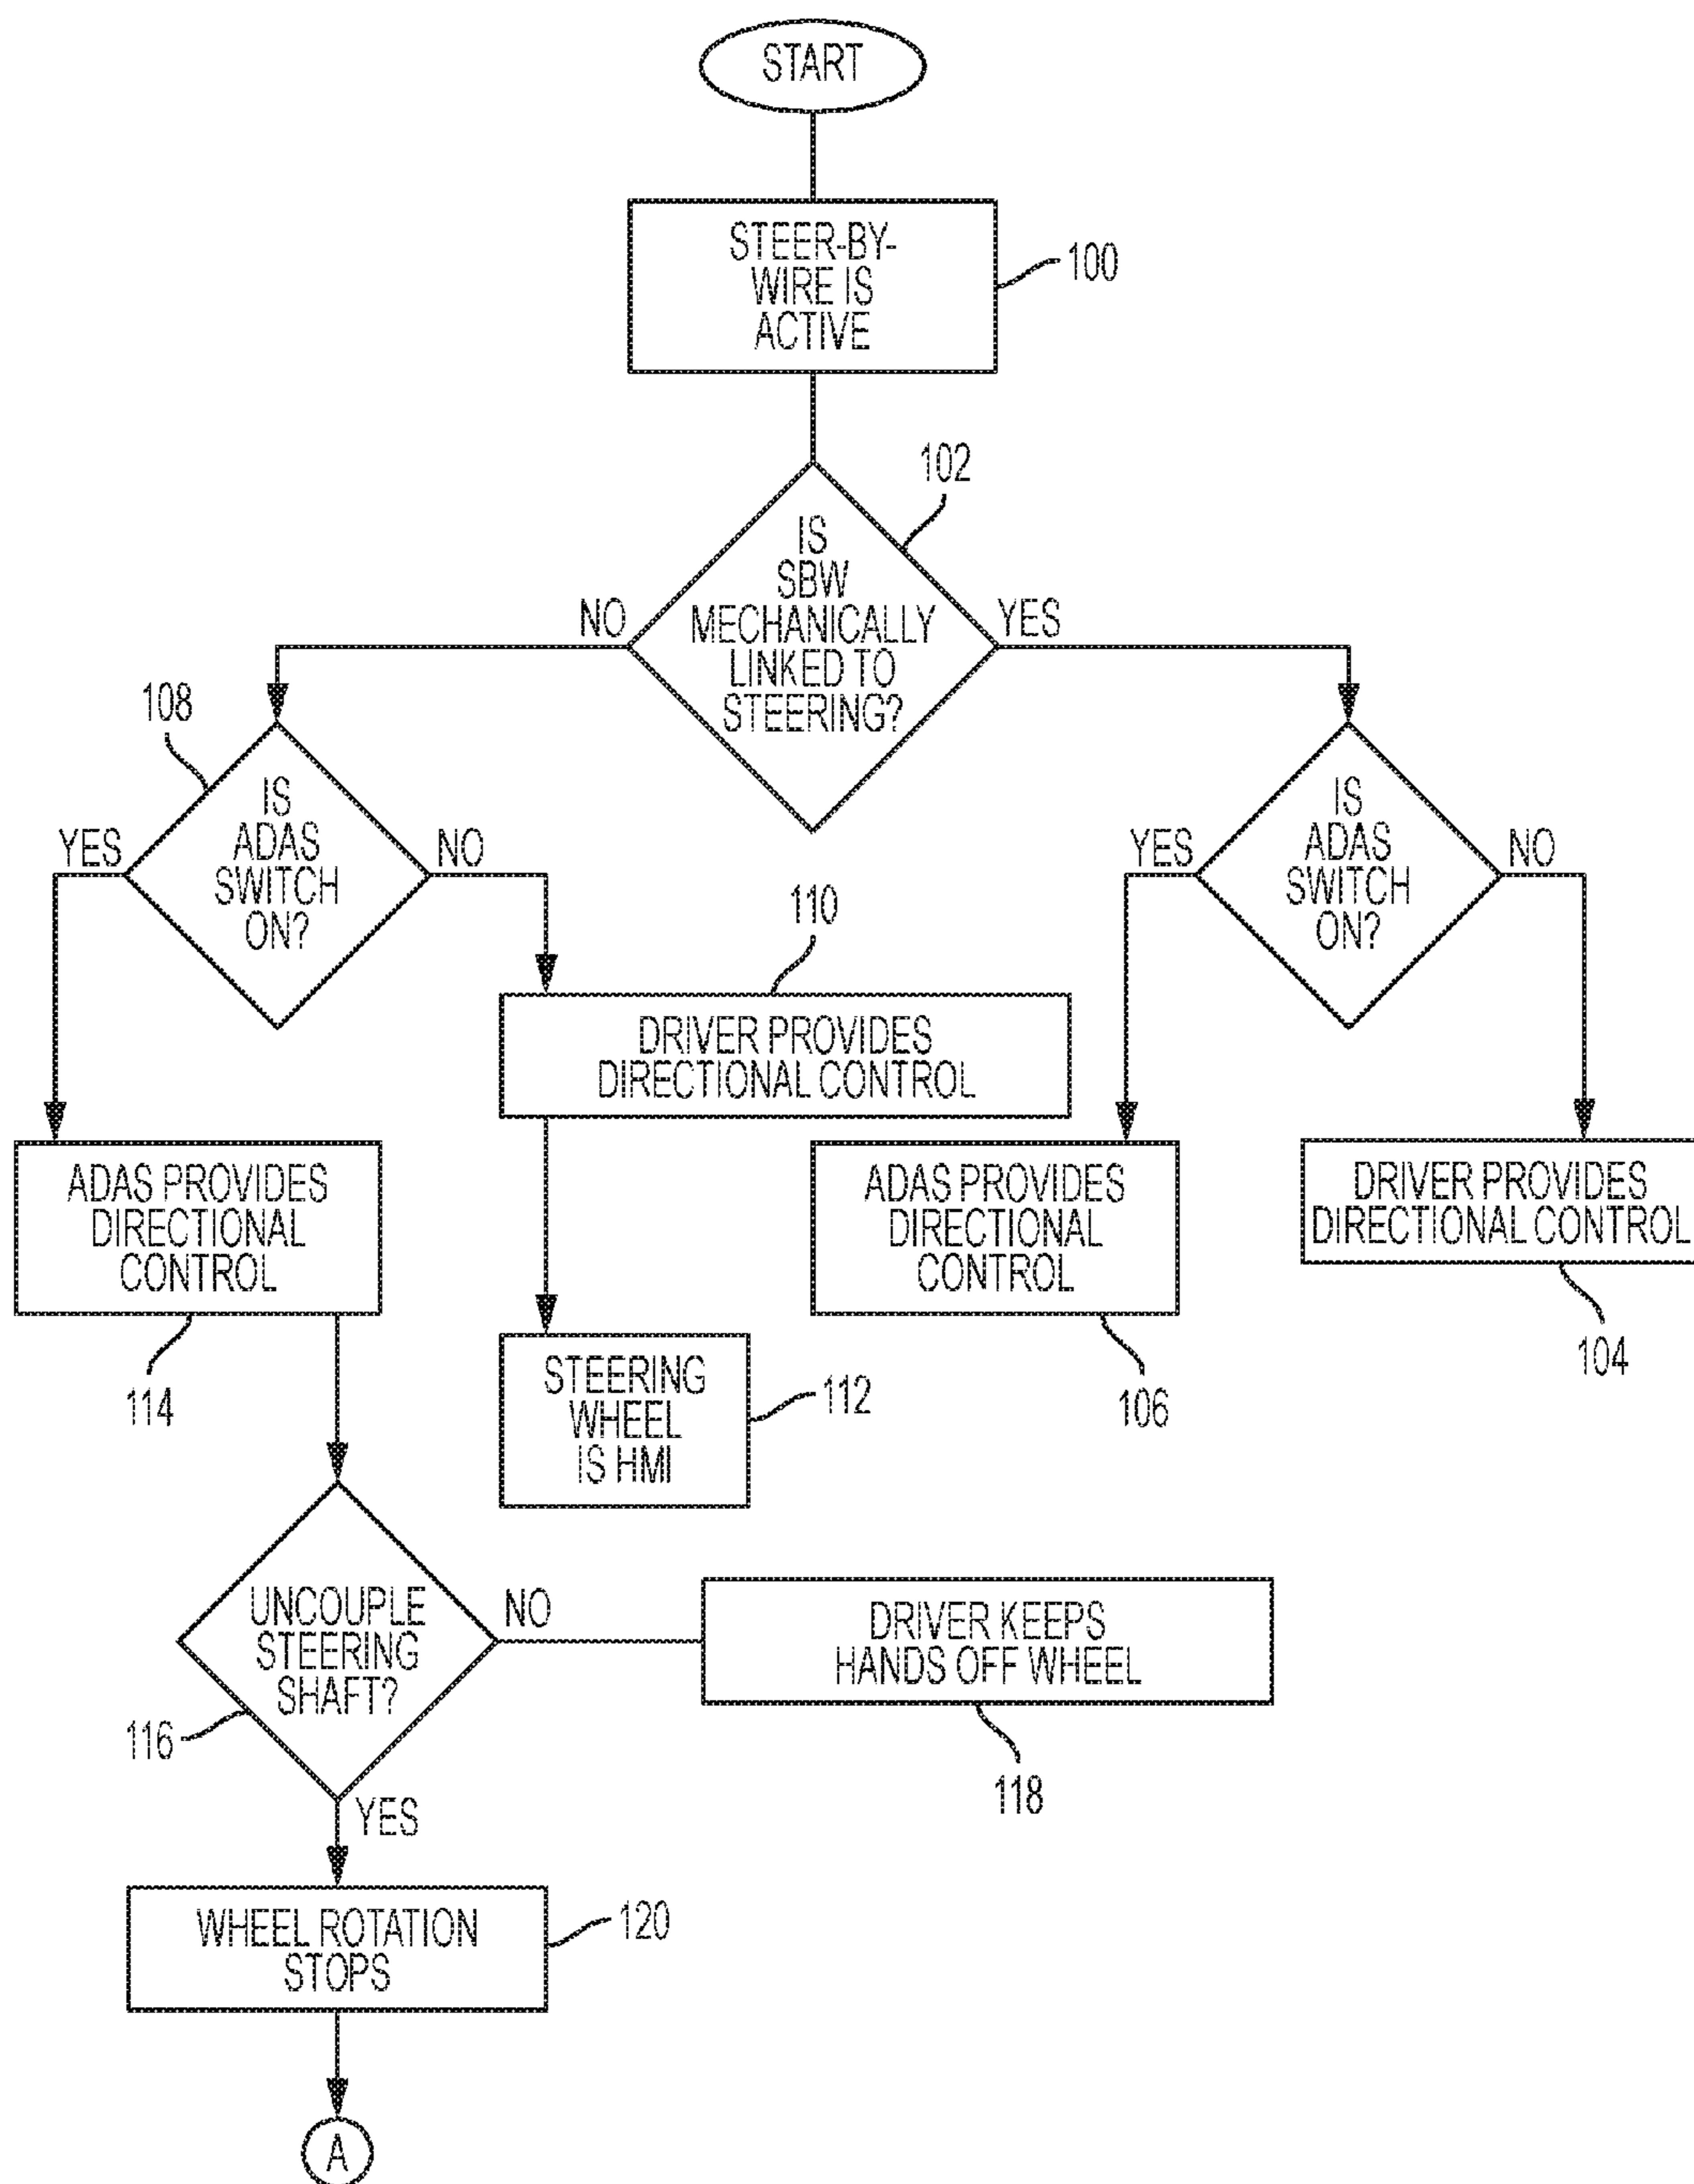 START
STEER-BY-
WIRE IS
ACTIVE
100
102
IS
SBW
MECHANICALLY
LINKED TO
STEERING?
NO
YES
108
IS
ADAS
SWITCH
ON?
YES
NO
IS
ADAS
SWITCH
ON?
YES
NO
110
DRIVER PROVIDES
DIRECTIONAL CONTROL
ADAS PROVIDES
DIRECTIONAL
CONTROL
114
STEERING
WHEEL
IS HMI
112
ADAS PROVIDES
DIRECTIONAL
CONTROL
106
DRIVER PROVIDES
DIRECTIONAL CONTROL
104
UNCOUPLE
STEERING
SHAFT?
116
NO
DRIVER KEEPS
HANDS OFF WHEEL
118
YES
WHEEL ROTATION
STOPS
120
A